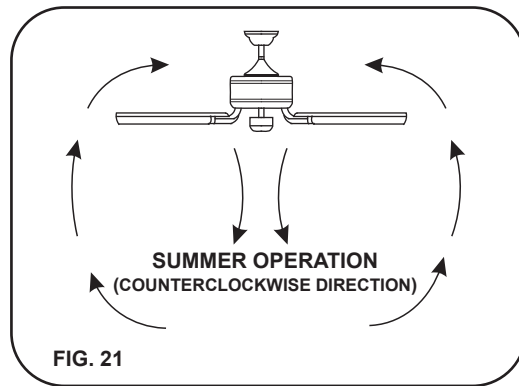 SUMMER OPERATION
(COUNTERCLOCKWISE DIRECTION)
FIG. 21